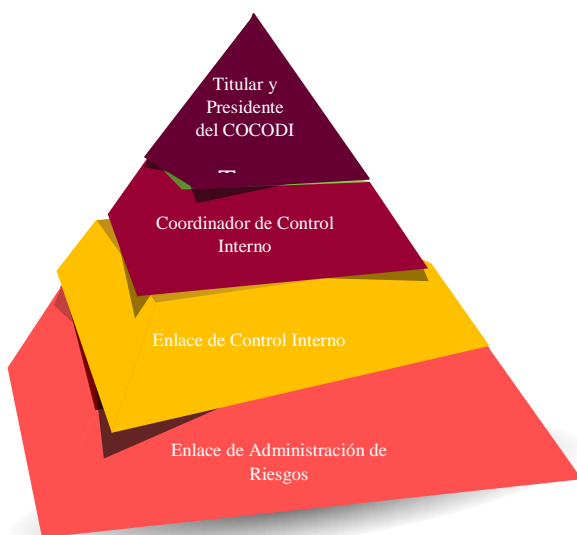 Titular y
Presidente
del COCODI
Coordinador de Control
Interno
Enlace de Control Interno
Enlace de Administración de
Riesgos